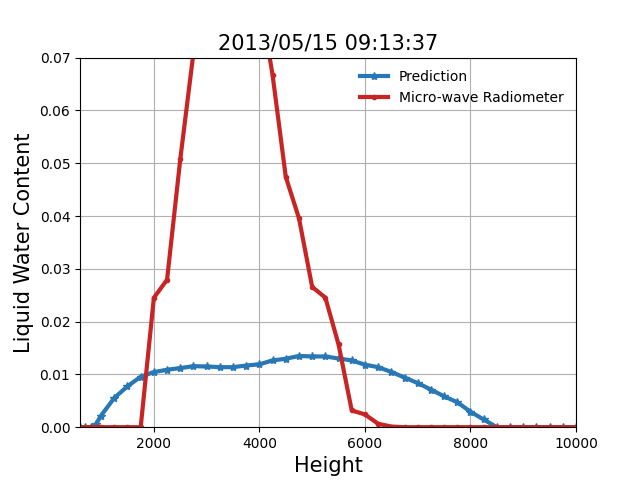 2013/05/15 09:13:37
Prediction
Micro-wave Radiometer
Liquid Water Content
0.07
0.06
0.05
0.04
0.03
0.02
0.01
0.00
2000 4000 6000 8000 10000
Height